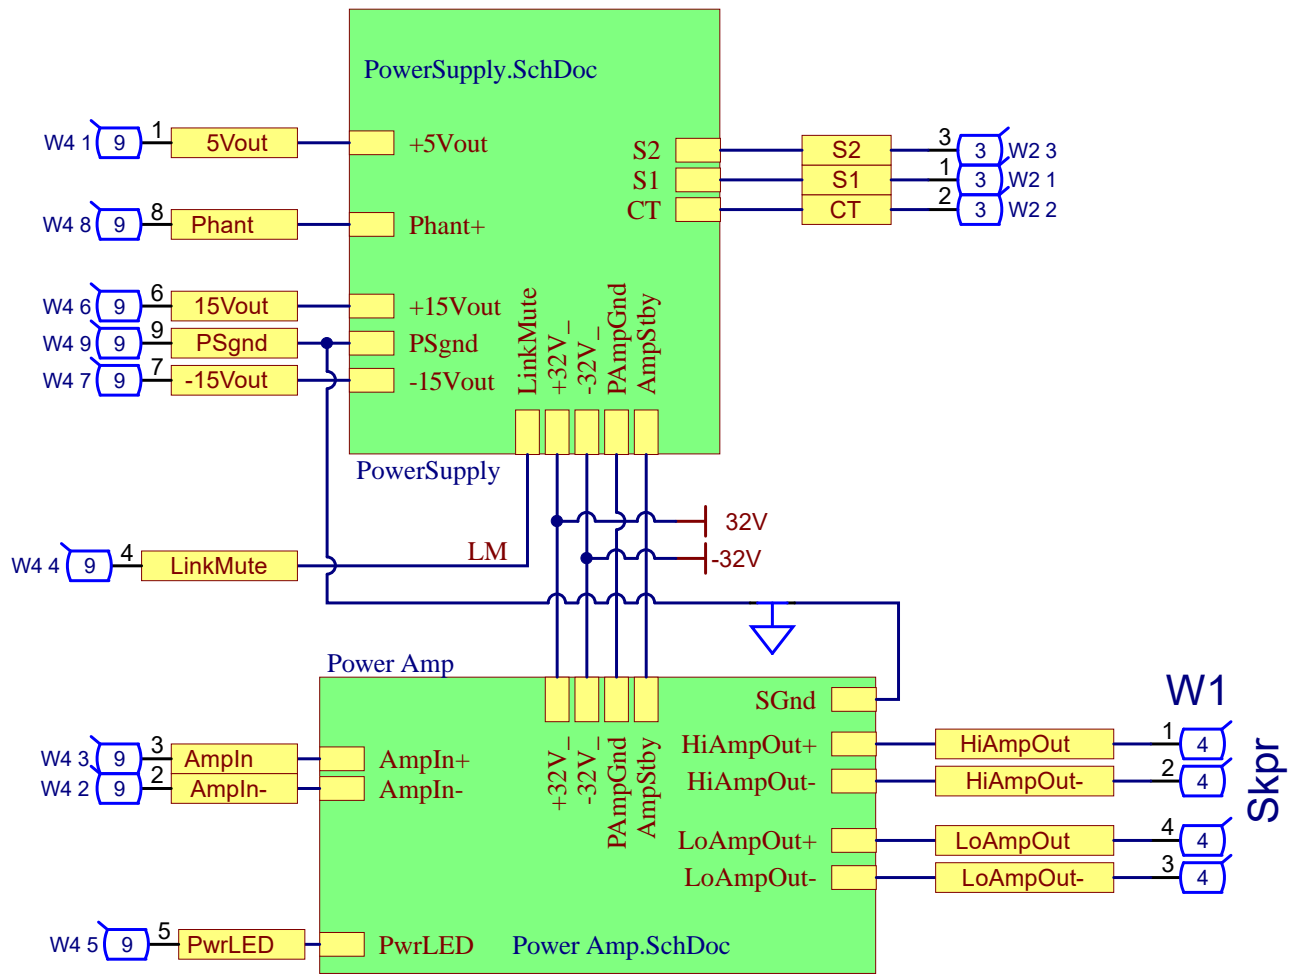 PowerSupply.SchDoc
W4 1 9 1 5Vout +5Vout
S2 S2 3 3 W2 3
S1 S1 1 3 W2 1
CT CT 2 3 W2 2
W4 8 9 8 Phant Phant+
W4 6 9 6 15Vout +15Vout
W4 9 9 9 PSgnd PSgnd
W4 7 9 7 -15Vout -15Vout
LinkMute
+32V_
-32V_
PAmpGnd
AmpStby
PowerSupply
32V
-32V
W4 4 9 4 LinkMute LM
Power Amp
SGnd
W1
+32V_
-32V_
PAmpGnd
AmpStby
HiAmpOut+ HiAmpOut 1 4
HiAmpOut- HiAmpOut- 2 4
Skpr
W4 3 9 3 AmpIn AmpIn+
W4 2 9 2 AmpIn- AmpIn-
LoAmpOut+ LoAmpOut 4 4
LoAmpOut- LoAmpOut- 3 4
W4 5 9 5 PwrLED PwrLED
Power Amp.SchDoc